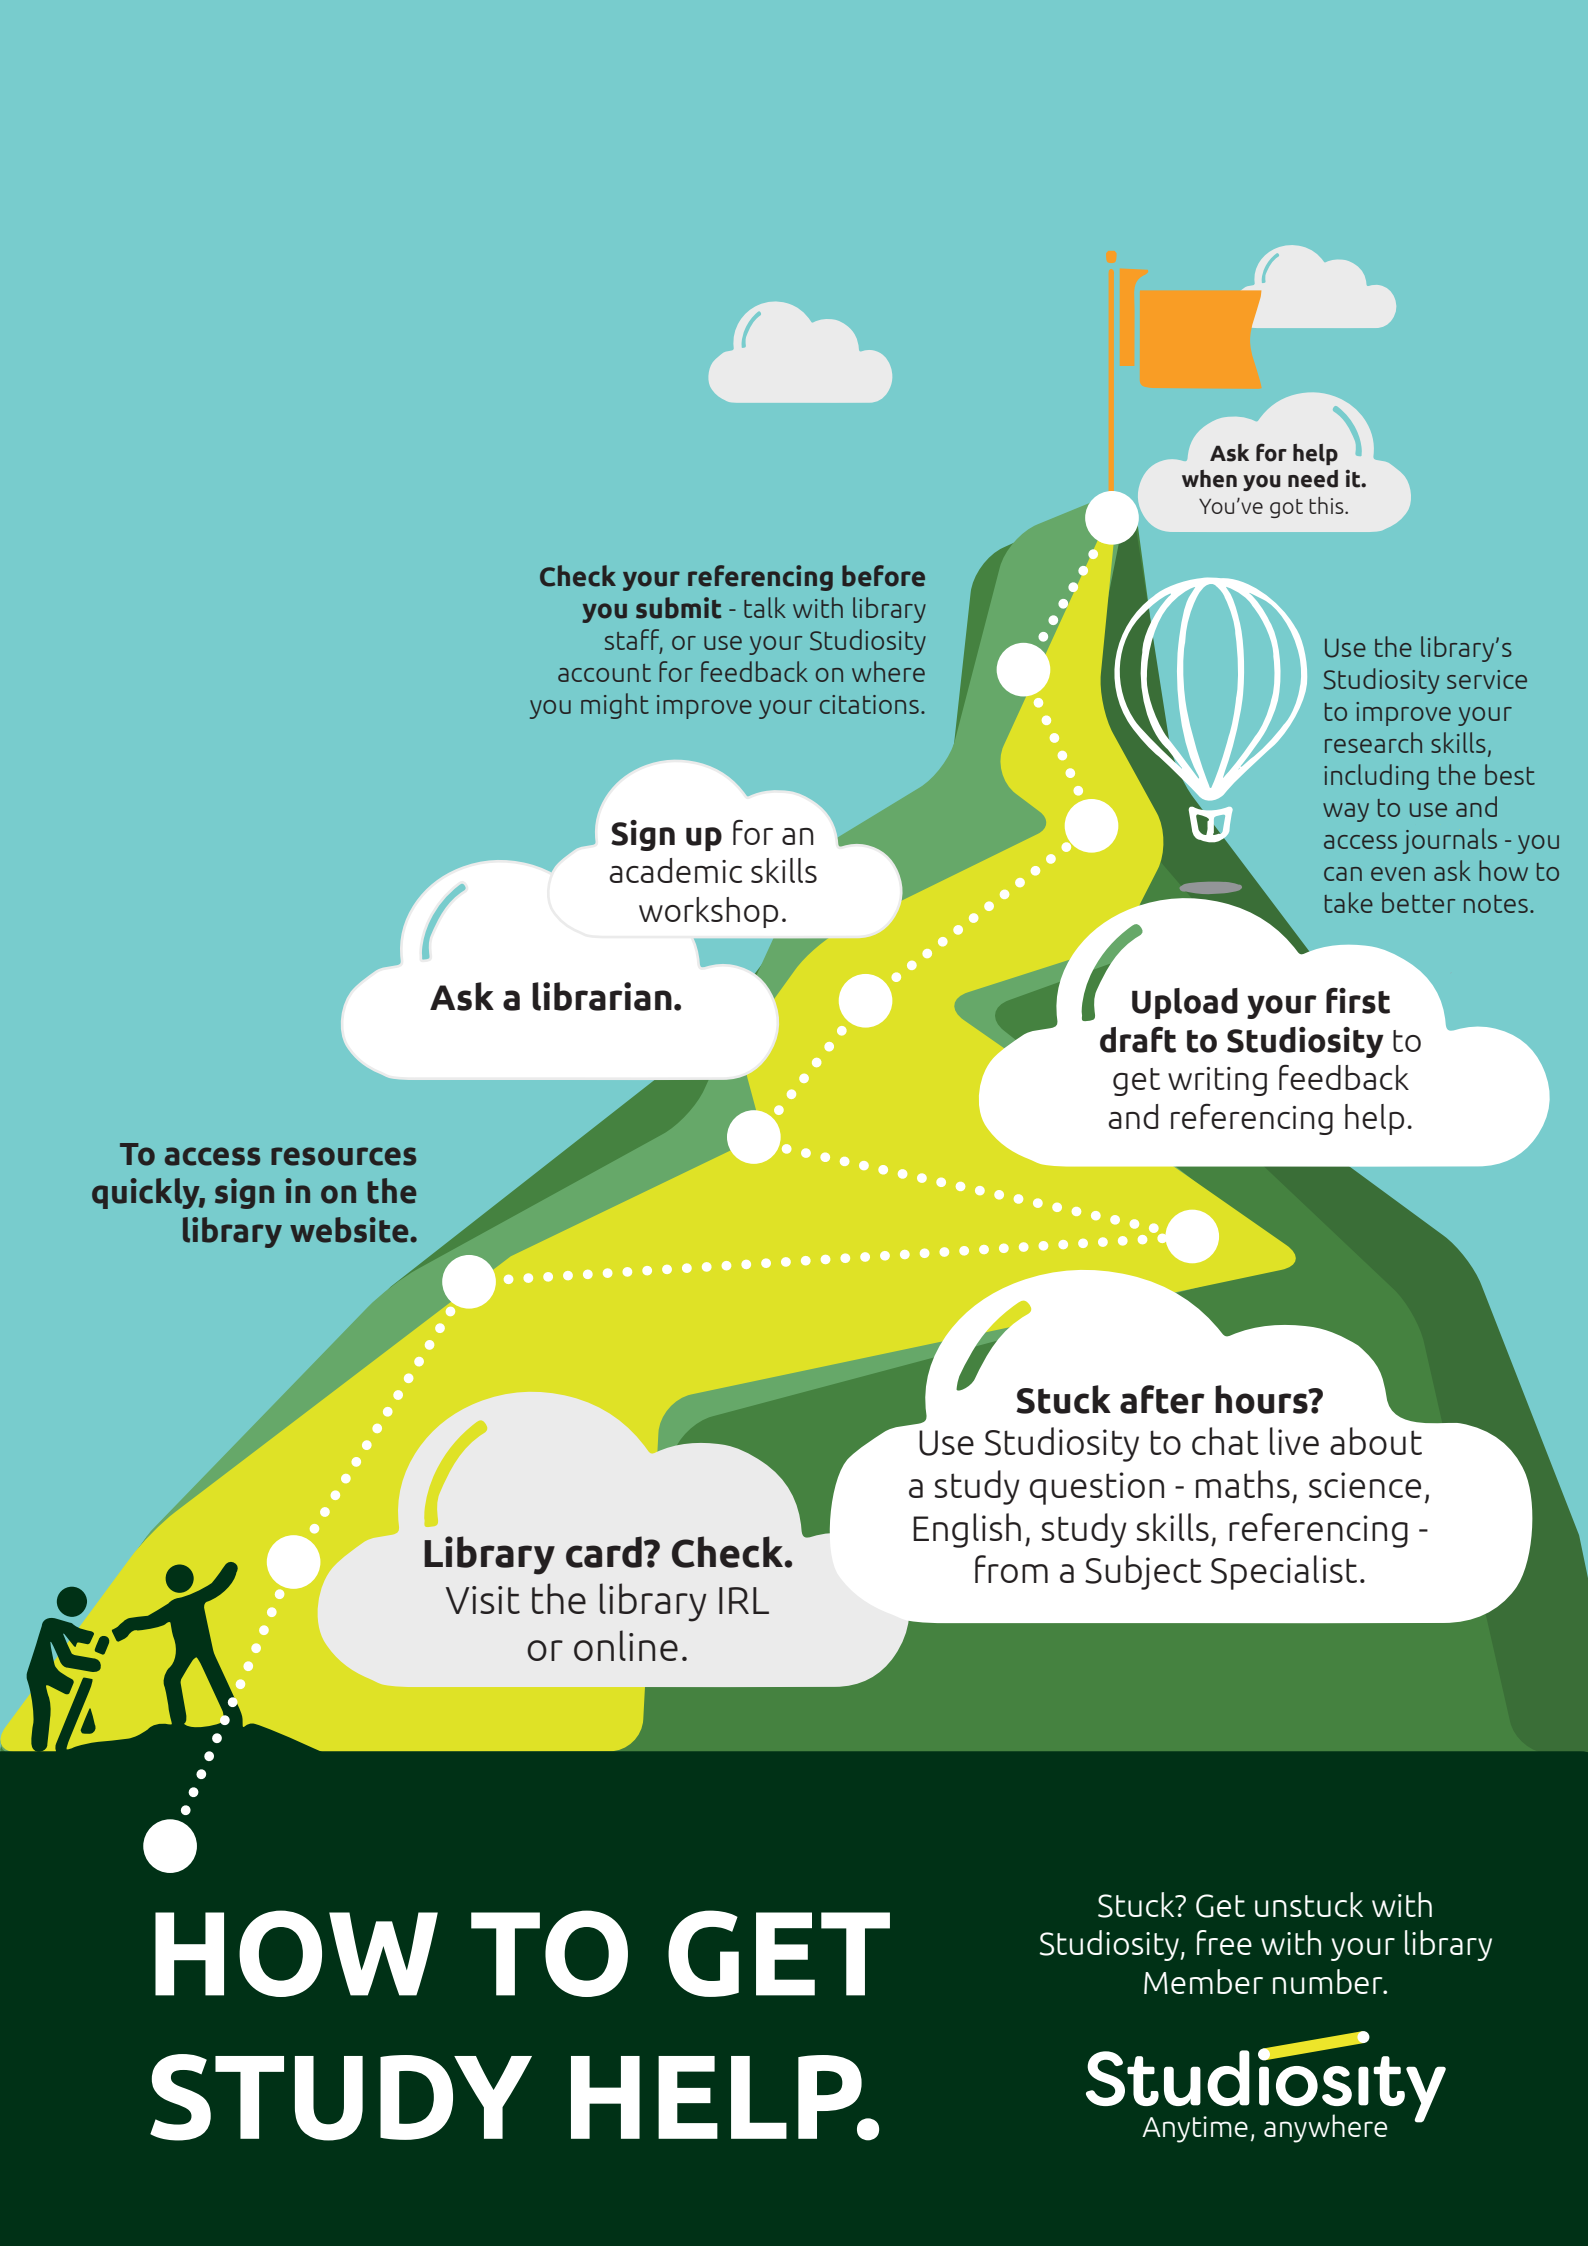 Ask for help
when you need it.
You've got this.
Check your referencing before
you submit - talk with library
staff, or use your Studiosity
account for feedback on where
you might improve your citations.
Use the library's
Studiosity service
to improve your
research skills,
including the best
way to use and
access journals - you
can even ask how to
take better notes.
Sign up for an
academic skills
workshop.
Ask a librarian.
Upload your first
draft to Studiosity to
get writing feedback
and referencing help.
To access resources
quickly, sign in on the
library website.
Stuck after hours?
Use Studiosity to chat live about
a study question - maths, science,
English, study skills, referencing -
from a Subject Specialist.
Library card? Check.
Visit the library IRL
or online.
HOW TO GET
STUDY HELP.
Stuck? Get unstuck with
Studiosity, free with your library
Member number.
Studiosity
Anytime, anywhere